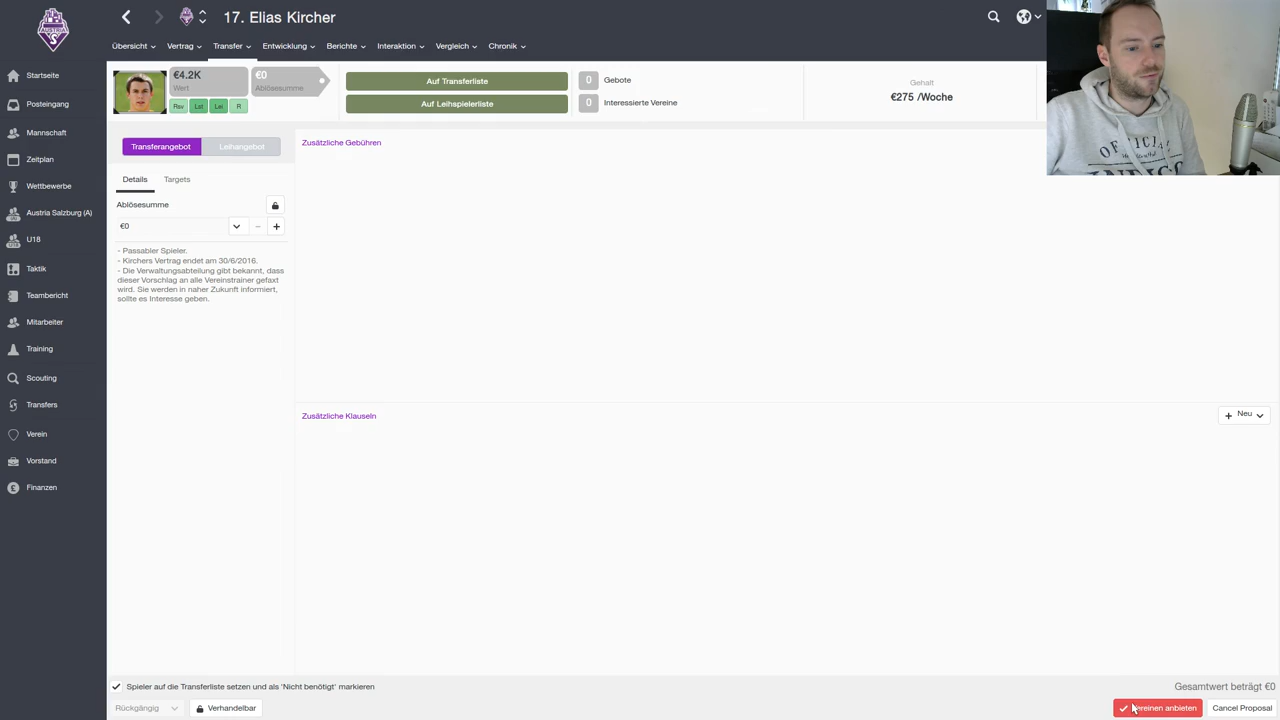 AUSTRIA
S
17. Elias Kircher
Übersicht
Vertrag
Transfer
Entwicklung
Berichte
Interaktion
Vergleich
Chronik
Startseite
Posteingang
Mannschaft
Zeitplan
Wettbewerbe
Austria Salzburg (A)
U18
Taktik
Teambericht
Mitarbeiter
Training
Scouting
Transfers
Verein
Vorstand
Finanzen
€4.2K
Wert
€0
Ablösesumme
Rsv
Lst
Lei
R
Auf Transferliste
Auf Leihspielerliste
0 Gebote
0 Interessierte Vereine
Gehalt
€275 /Woche
OFFICIAL
Transferangebot
Leihangebot
Details
Targets
Ablösesumme
€0
- Passabler Spieler.
- Kirchers Vertrag endet am 30/6/2016.
- Die Verwaltungsabteilung gibt bekannt, dass
dieser Vorschlag an alle Vereinstrainer gefaxt
wird. Sie werden in naher Zukunft informiert,
sollte es Interesse geben.
Zusätzliche Gebühren
Zusätzliche Klauseln
Neu
Spieler auf die Transferliste setzen und als 'Nicht benötigt' markieren
Gesamtwert beträgt €0
Rückgängig
Verhandelbar
Vereinen anbieten
Cancel Proposal